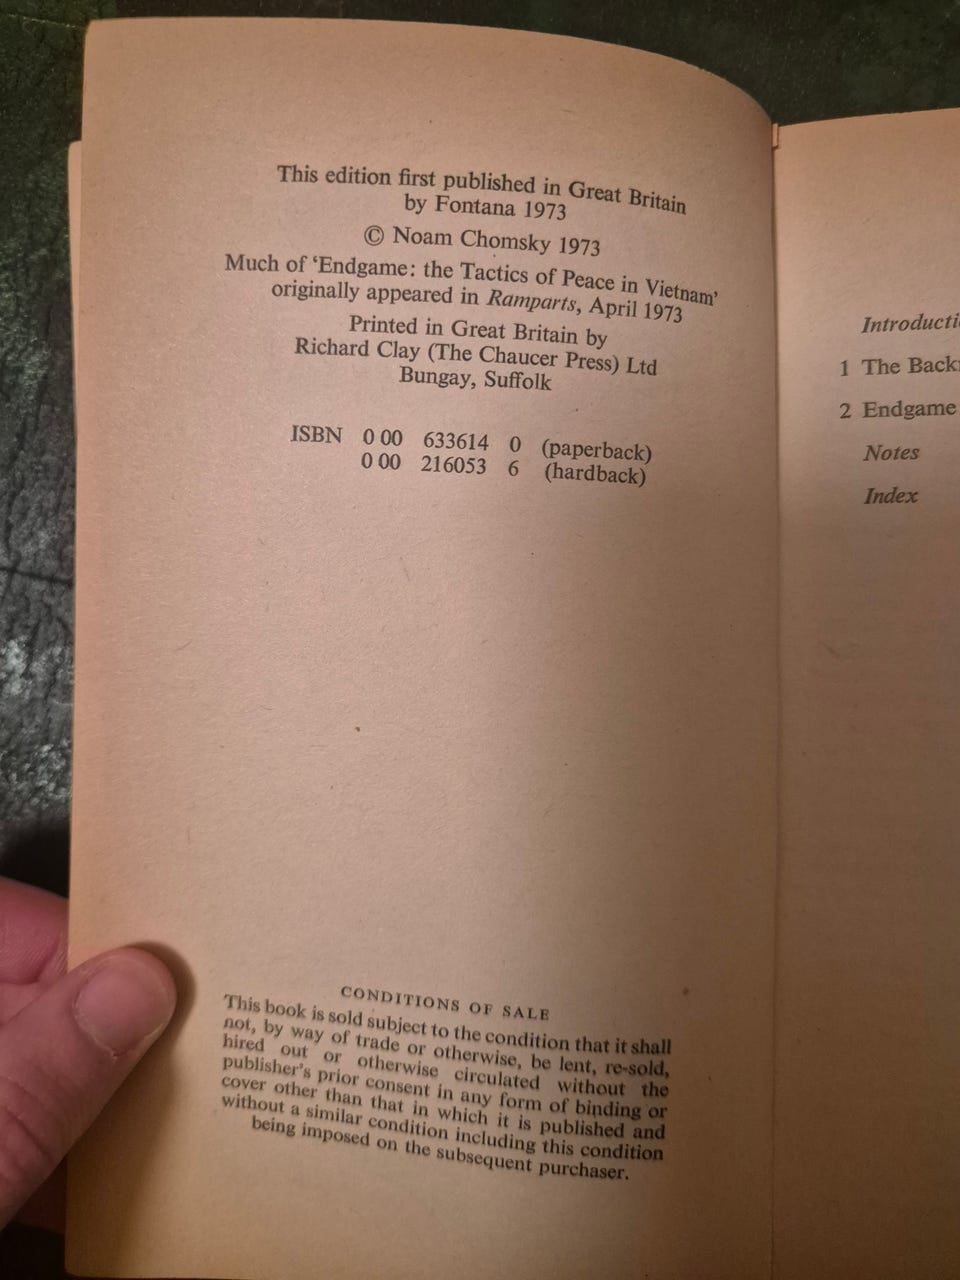 This edition first published in Great Britain
by Fontana 1973
© Noam Chomsky 1973
Much of ‘Endgame: the Tactics of Peace in Vietnam’
originally appeared in Ramparts, April 1973
Printed in Great Britain by
Richard Clay (The Chaucer Press) Ltd
Bungay, Suffolk
ISBN 0 00 633614 0 (paperback)
0 00 216053 6 (hardback)
CONDITIONS OF SALE
This book is sold subject to the condition that it shall
not, by way of trade or otherwise, be lent, re-sold,
hired out or otherwise circulated without the
publisher's prior consent in any form of binding or
cover other than that in which it is published and
without a similar condition including this condition
being imposed on the subsequent purchaser.
1 The
2 Endgame
Notes
Index